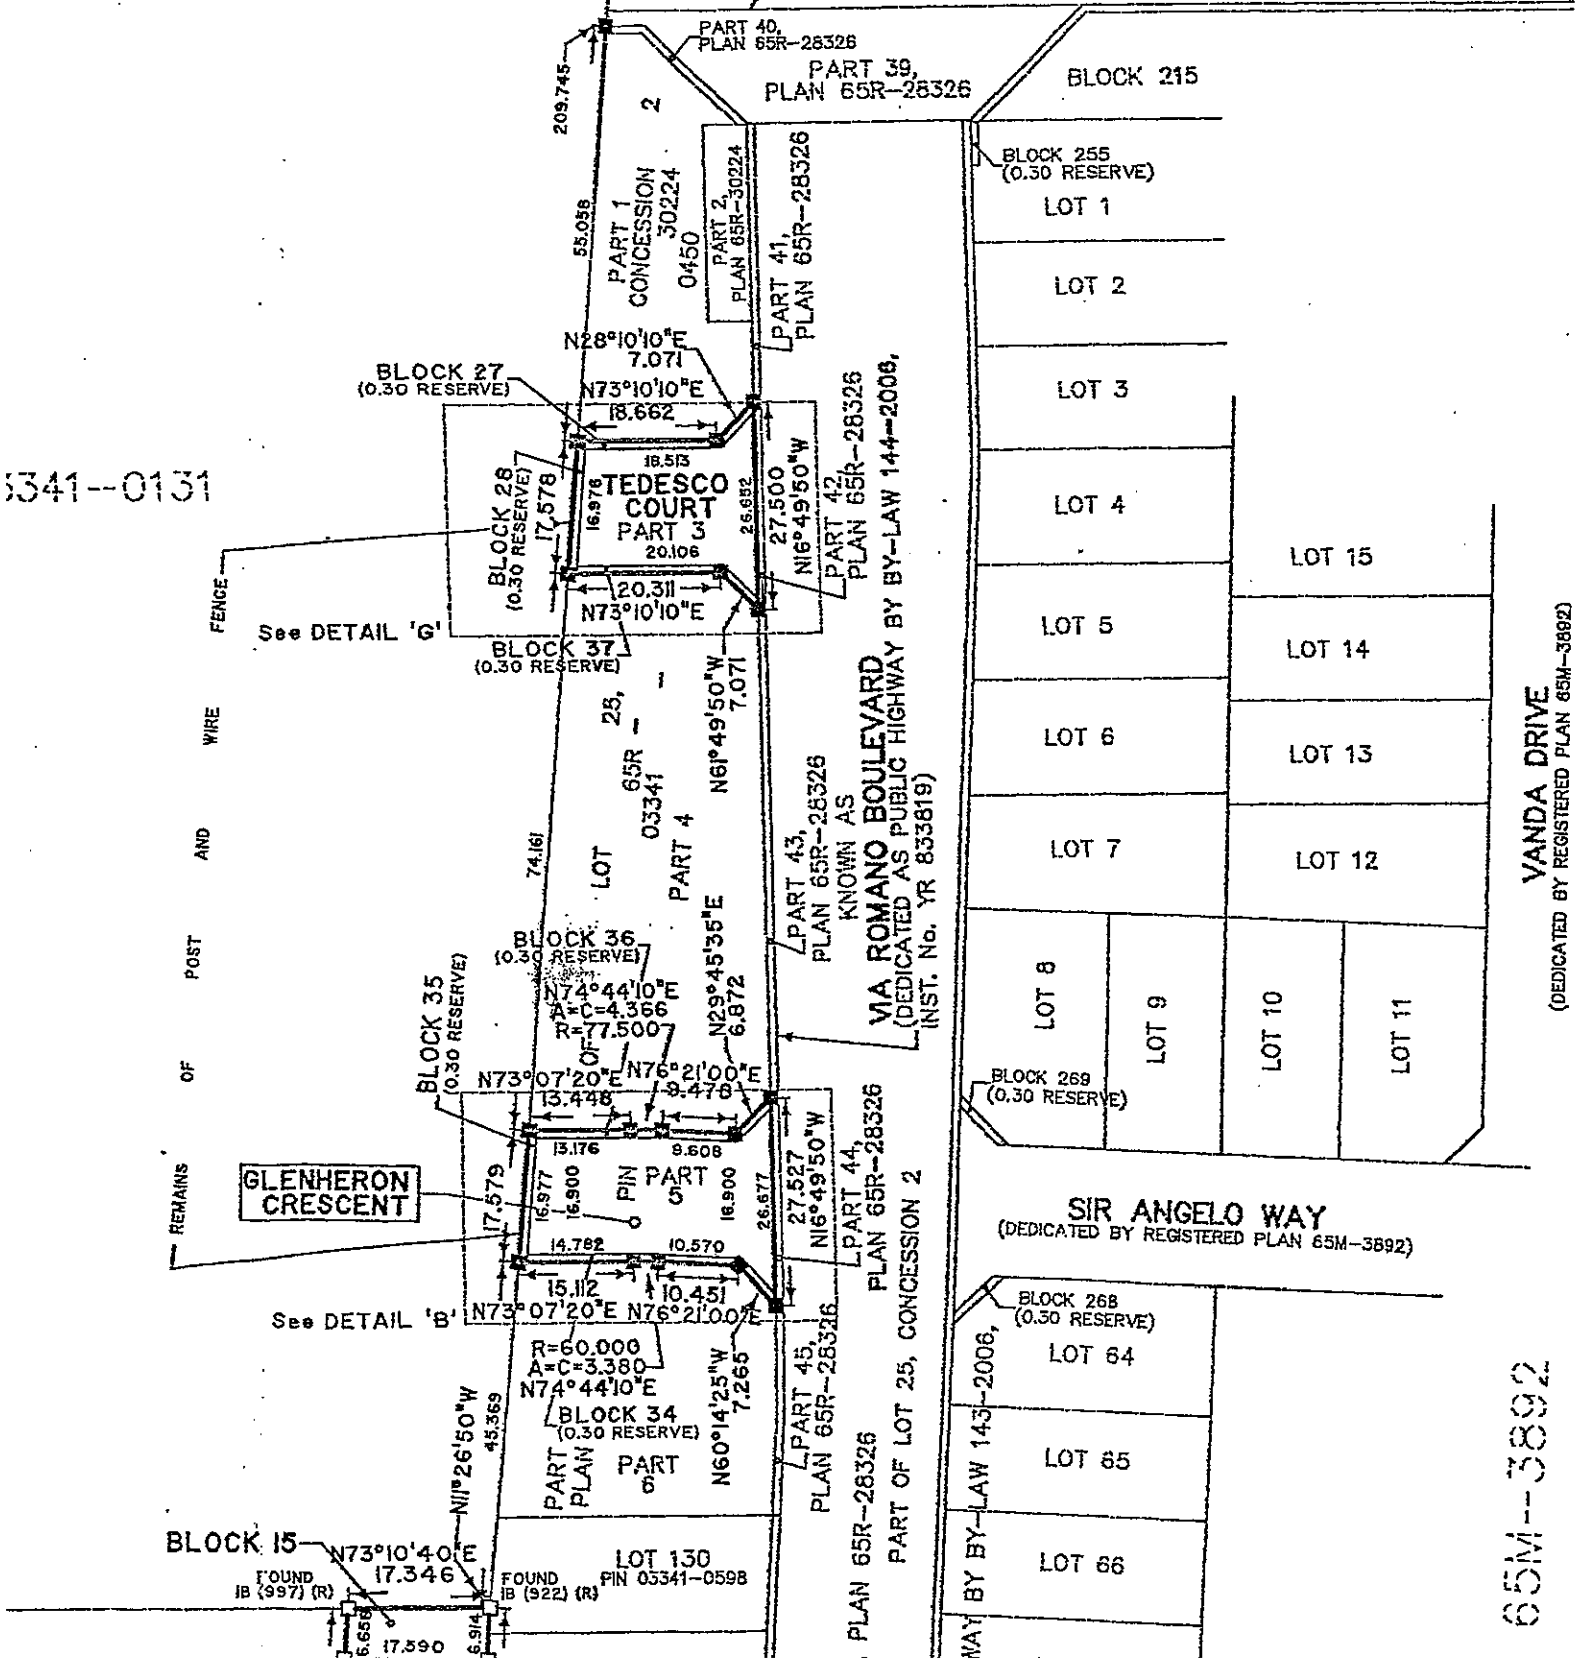 PART 40,
PLAN 65R-28326
PART 39,
PLAN 65R-28326
BLOCK 215
209.745
2
PART 1
CONCESSION
30224
0450
55.058
PART 2,
PLAN 65R-30224
PART 41,
PLAN 65R-28326
BLOCK 255
(0.30 RESERVE)
LOT 1
LOT 2
LOT 3
LOT 4
LOT 5
LOT 6
LOT 7
LOT 8
LOT 9
LOT 10
LOT 11
LOT 12
LOT 13
LOT 14
LOT 15
N28°10'10"E
7.071
BLOCK 27
(0.30 RESERVE)
N73°10'10"E
18.662
18.513
TEDESCO
COURT
PART 3
20.106
20.311
N73°10'10"E
BLOCK 28
(0.30 RESERVE)
17.578
16.976
26.652
27.500
N16°49'50"W
PART 42,
PLAN 65R-28326
3341--0131
See DETAIL 'G'
BLOCK 37
(0.30 RESERVE)
N61°49'50"W
7.071
REMAINS OF POST AND WIRE FENCE
LOT 25,
65R -
03341
PART 4
74.161
PART 43,
PLAN 65R-28326
KNOWN AS
VIA ROMANO BOULEVARD
(DEDICATED AS PUBLIC HIGHWAY BY BY-LAW 144-2006,
INST. No. YR 833819)
VANDA DRIVE
(DEDICATED BY REGISTERED PLAN 65M-3892)
BLOCK 36
(0.30 RESERVE)
N74°44'10"E
A=C=4.366
R=77.500
OF
BLOCK 35
(0.30 RESERVE)
N29°45'35"E
6.872
N73°07'20"E
13.448
N76°21'00"E
9.478
13.176
9.608
GLENHERON
CRESCENT
17.579
16.977
16.900
PIN
PART
5
16.900
26.677
27.527
N16°49'50"W
PART 44,
PLAN 65R-28326
14.782
10.570
15.112
10.451
See DETAIL 'B'
N73°07'20"E
N76°21'00"E
R=60.000
A=C=3.380
N74°44'10"E
BLOCK 34
(0.30 RESERVE)
N60°14'25"W
7.265
PART 45,
PLAN 65R-28326
PART
PLAN
PART
6
N11°26'50"W
45.369
BLOCK 269
(0.30 RESERVE)
SIR ANGELO WAY
(DEDICATED BY REGISTERED PLAN 65M-3892)
BLOCK 268
(0.30 RESERVE)
LOT 64
LOT 65
LOT 66
PLAN 65R-28326
PART OF LOT 25, CONCESSION 2
WAY BY BY-LAW 143-2006,
65M--3892
BLOCK 15
N73°10'40"E
17.346
FOUND
IB (997) (R)
FOUND
IB (922) (R)
LOT 130
PIN 03341-0598
6.658
17.590
6.914